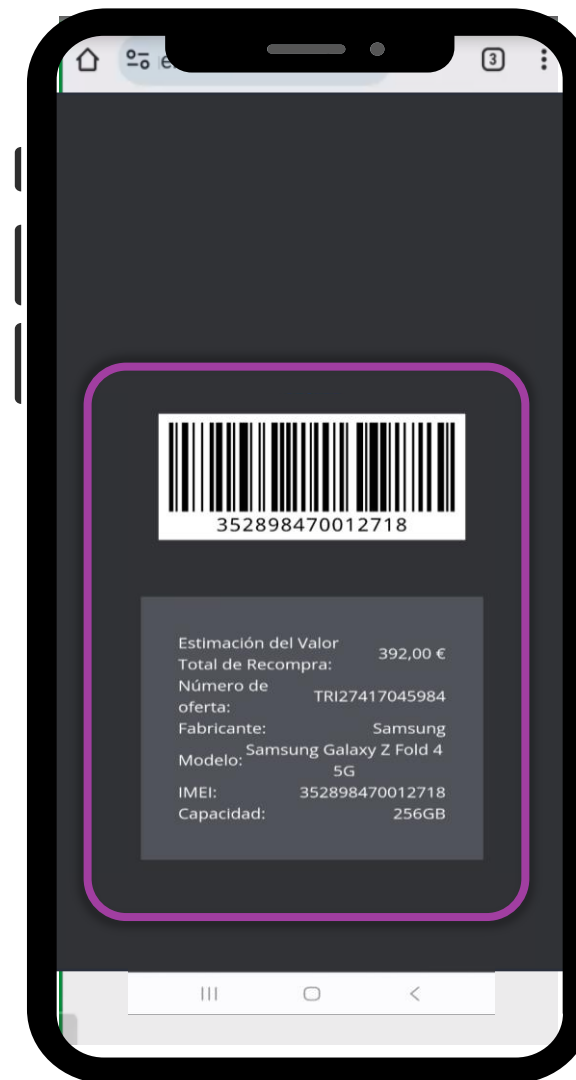 3
352898470012718
Estimación del Valor
Total de Recompra: 392,00 €
Número de
oferta: TRI27417045984
Fabricante: Samsung
Modelo: Samsung Galaxy Z Fold 4
5G
IMEI: 352898470012718
Capacidad: 256GB